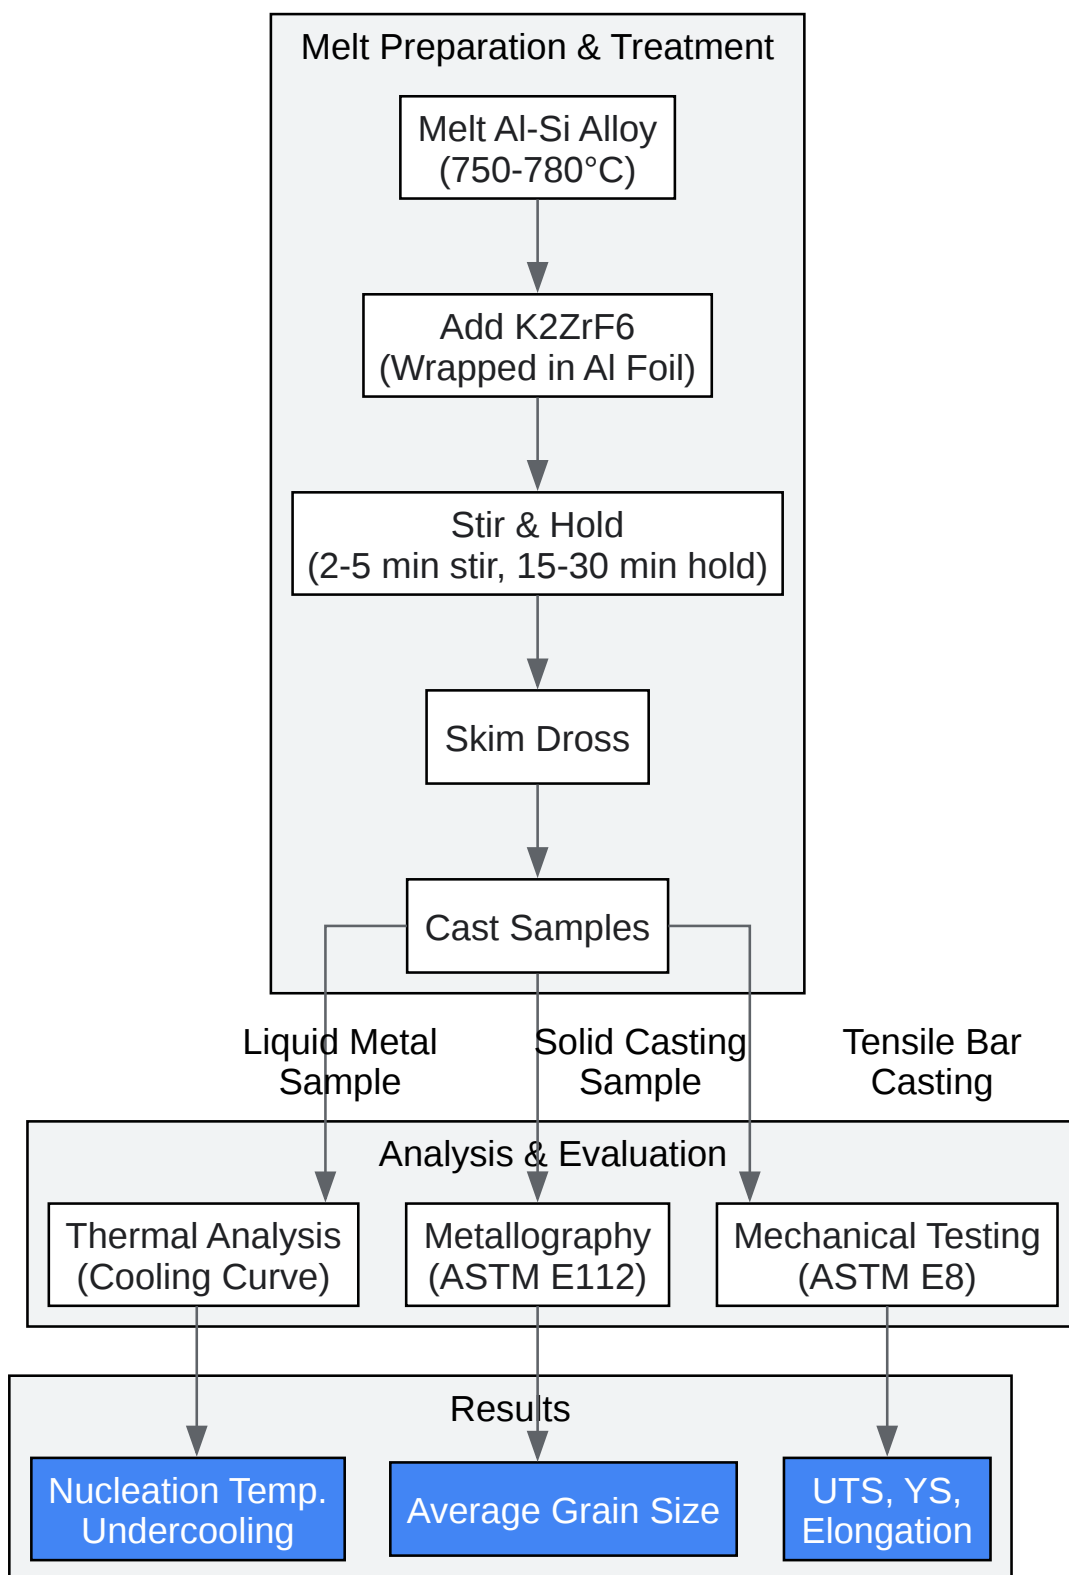 Melt Preparation & Treatment
Melt Al-Si Alloy
(750-780°C)
Add K2ZrF6
(Wrapped in Al Foil)
Stir & Hold
(2-5 min stir, 15-30 min hold)
Skim Dross
Cast Samples
Liquid Metal
Sample
Solid Casting
Sample
Tensile Bar
Casting
Analysis & Evaluation
Thermal Analysis
(Cooling Curve)
Metallography
(ASTM E112)
Mechanical Testing
(ASTM E8)
Results
Nucleation Temp.
Undercooling
Average Grain Size
UTS, YS,
Elongation